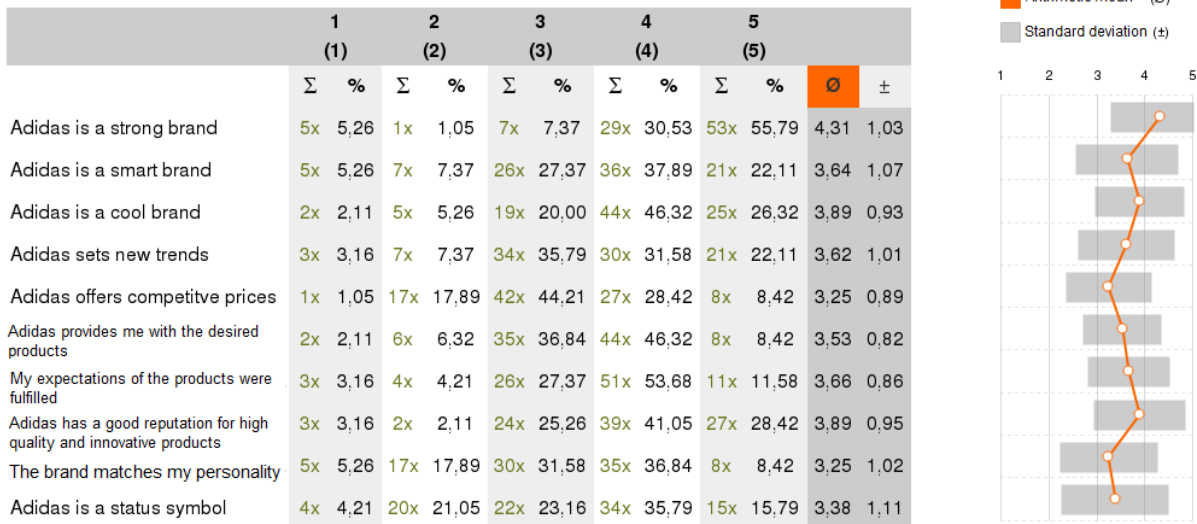 Arithmetic mean (Ø)
Standard deviation (±)
1 2 3 4 5
(1) (2) (3) (4) (5)
Σ % Σ % Σ % Σ % Σ % Ø ±
1 2 3 4 5
Adidas is a strong brand 5x 5,26 1x 1,05 7x 7,37 29x 30,53 53x 55,79 4,31 1,03
Adidas is a smart brand 5x 5,26 7x 7,37 26x 27,37 36x 37,89 21x 22,11 3,64 1,07
Adidas is a cool brand 2x 2,11 5x 5,26 19x 20,00 44x 46,32 25x 26,32 3,89 0,93
Adidas sets new trends 3x 3,16 7x 7,37 34x 35,79 30x 31,58 21x 22,11 3,62 1,01
Adidas offers competitve prices 1x 1,05 17x 17,89 42x 44,21 27x 28,42 8x 8,42 3,25 0,89
Adidas provides me with the desired
products 2x 2,11 6x 6,32 35x 36,84 44x 46,32 8x 8,42 3,53 0,82
My expectations of the products were
fulfilled 3x 3,16 4x 4,21 26x 27,37 51x 53,68 11x 11,58 3,66 0,86
Adidas has a good reputation for high
quality and innovative products 3x 3,16 2x 2,11 24x 25,26 39x 41,05 27x 28,42 3,89 0,95
The brand matches my personality 5x 5,26 17x 17,89 30x 31,58 35x 36,84 8x 8,42 3,25 1,02
Adidas is a status symbol 4x 4,21 20x 21,05 22x 23,16 34x 35,79 15x 15,79 3,38 1,11